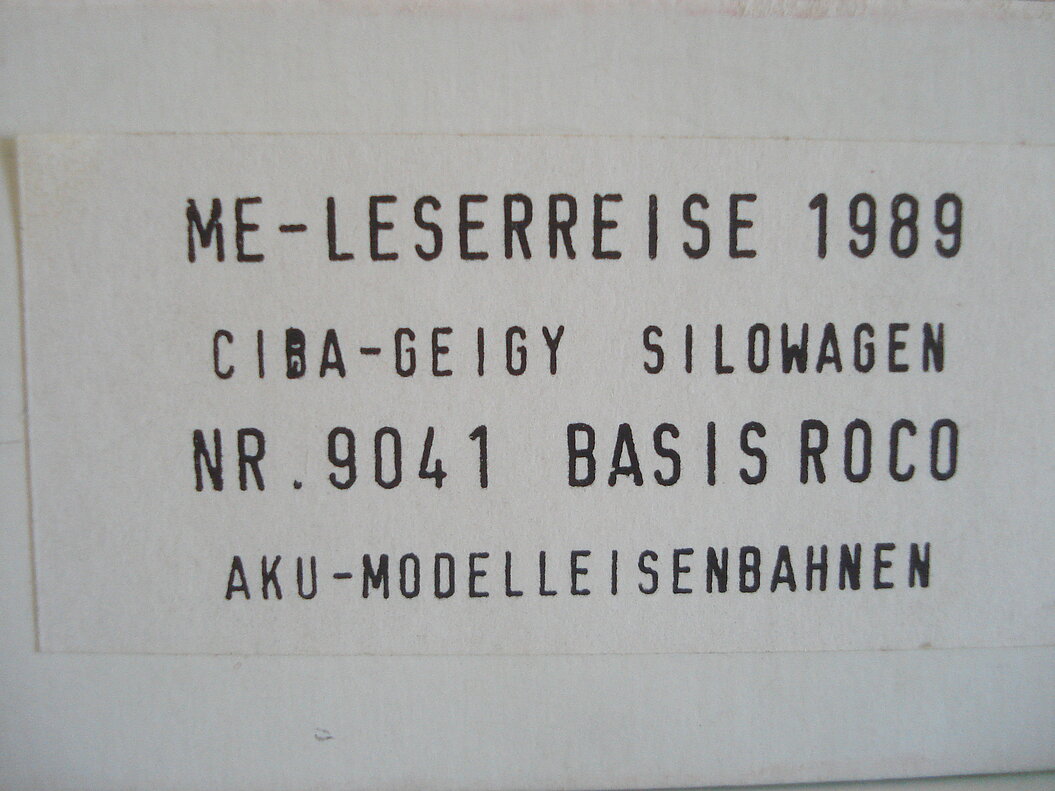 ME-LESERREISE 1989
CIBA-GEIGY SILOWAGEN
NR.9041 BASIS ROCO
AKU-MODELLEISENBAHNEN